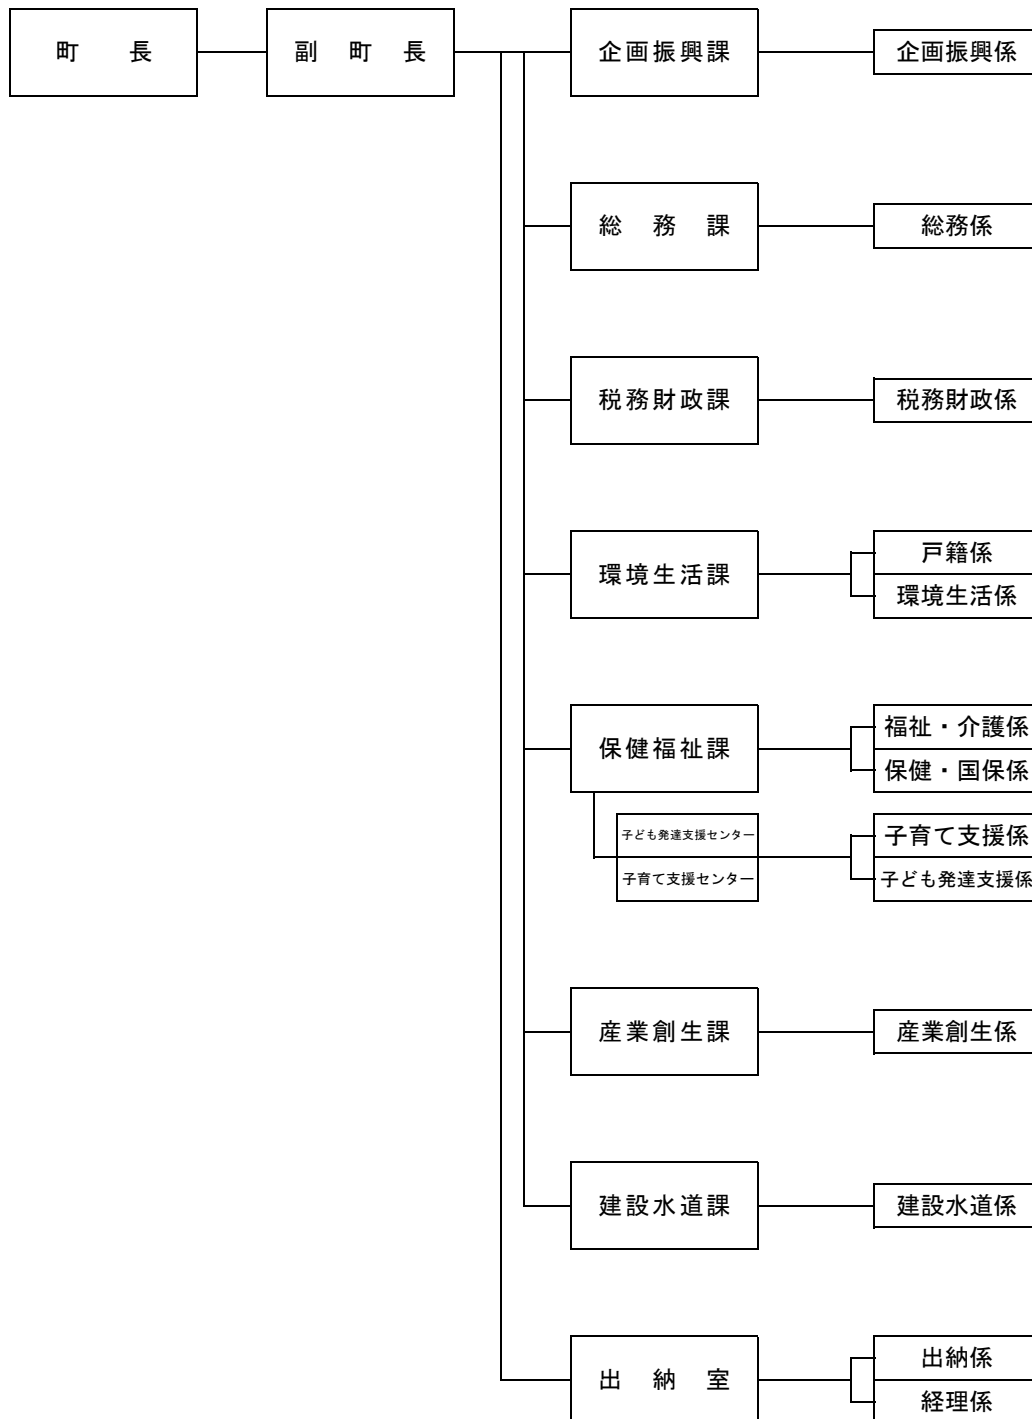 町長
副町長
企画振興課
企画振興係
総務課
総務係
税務財政課
税務財政係
環境生活課
戸籍係
環境生活係
保健福祉課
福祉・介護係
保健・国保係
子ども発達支援センター
子育て支援センター
子育て支援係
子ども発達支援係
産業創生課
産業創生係
建設水道課
建設水道係
出納室
出納係
経理係